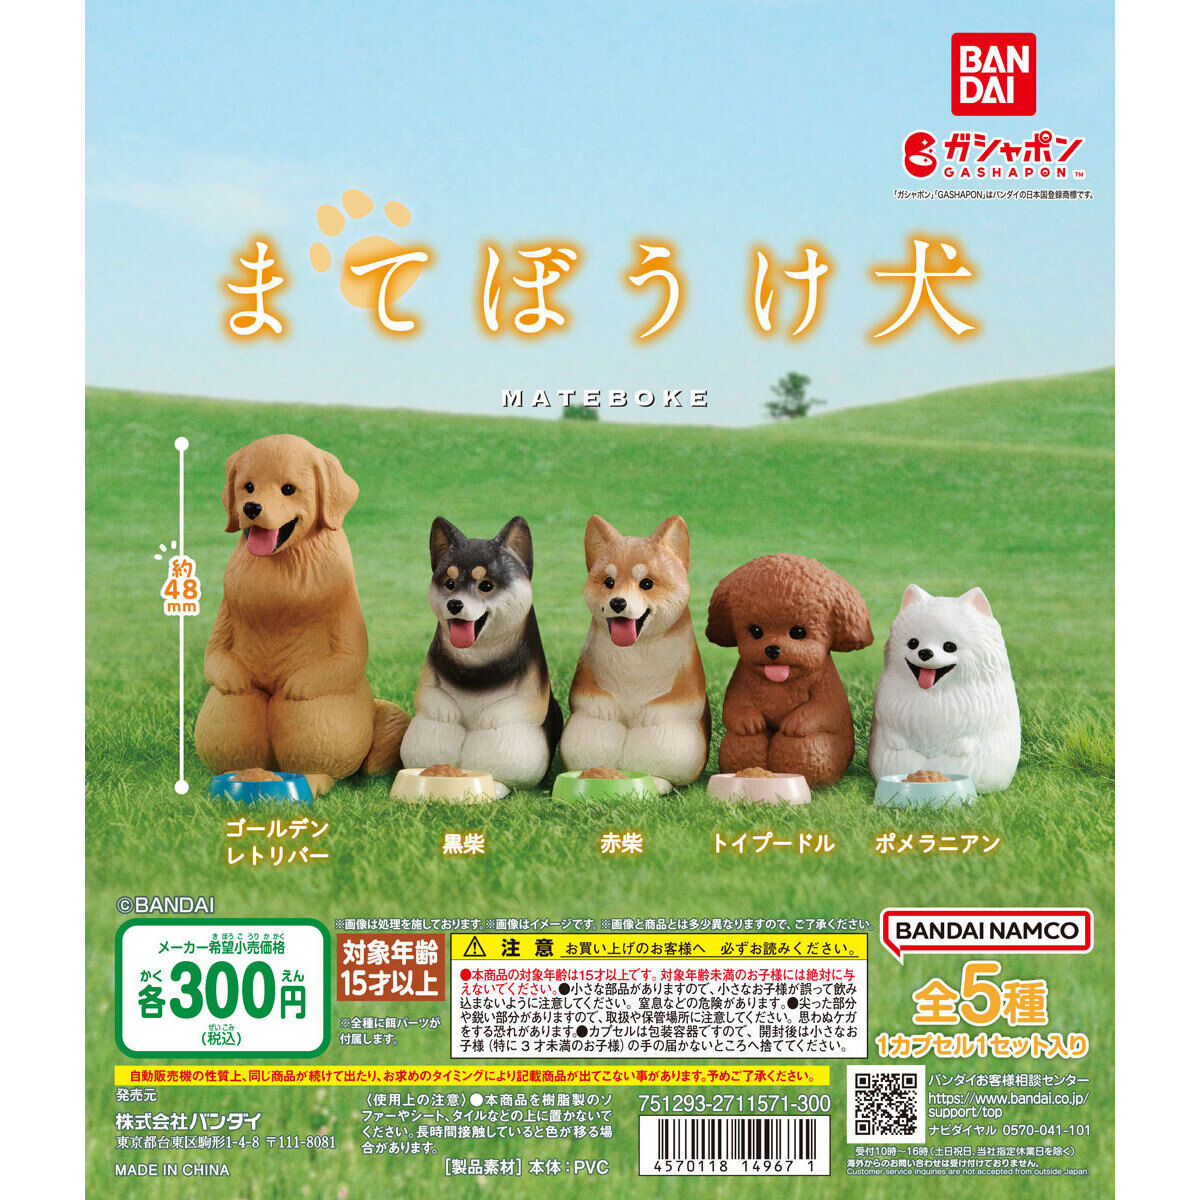 BAN
DAI
ガシャポン
GASHAPON™
「ガシャポン」「GASHAPON」はバンダイの日本国登録商標です。
まてぼうけ犬
MATEBOKE
約
48
mm
ゴールデン
レトリバー
黒柴
赤柴
トイプードル
ポメラニアン
©BANDAI
※画像は処理を施しております。※画像はイメージです。※画像と商品とは多少異なりますので、ご了承ください。
きぼうこうりかかく
メーカー希望小売価格
かく えん
各300円
ぜいこみ
(税込)
対象年齢
15才以上
※全種に餌パーツが
付属します。
注意 お買い上げのお客様へ 必ずお読みください。
●本商品の対象年齢は15才以上です。対象年齢未満のお子様には絶対に与
えないでください。●小さな部品がありますので、小さなお子様が誤って飲み
込まないように注意してください。窒息などの危険があります。●尖った部分
や鋭い部分がありますので、取扱や保管場所に注意してください。思わぬケガ
をする恐れがあります。●カプセルは包装容器ですので、開封後は小さなお
子様(特に3才未満のお子様)の手の届かないところへ捨ててください。
BANDAI NAMCO
全5種
1カプセル1セット入り
自動販売機の性質上、同じ商品が続けて出たり、お求めのタイミングにより記載商品が出てこない事があります。予めご了承ください。
発売元
株式会社バンダイ
東京都台東区駒形1-4-8 〒111-8081
MADE IN CHINA
〈使用上の注意〉●本商品を樹脂製のソ
ファーやシート、タイルなどの上に置かないで
ください。長時間接触していると色が移る場
合があります。
[製品素材] 本体:PVC
751293-2711571-300
4570118 149671
バンダイお客様相談センター
https://www.bandai.co.jp/
support/top
ナビダイヤル 0570-041-101
受付10時〜16時(土日祝日、当社指定休業日を除く)
海外からのお問い合わせは受け付けておりません。
Customer service inquiries are not accepted from outside Japan.